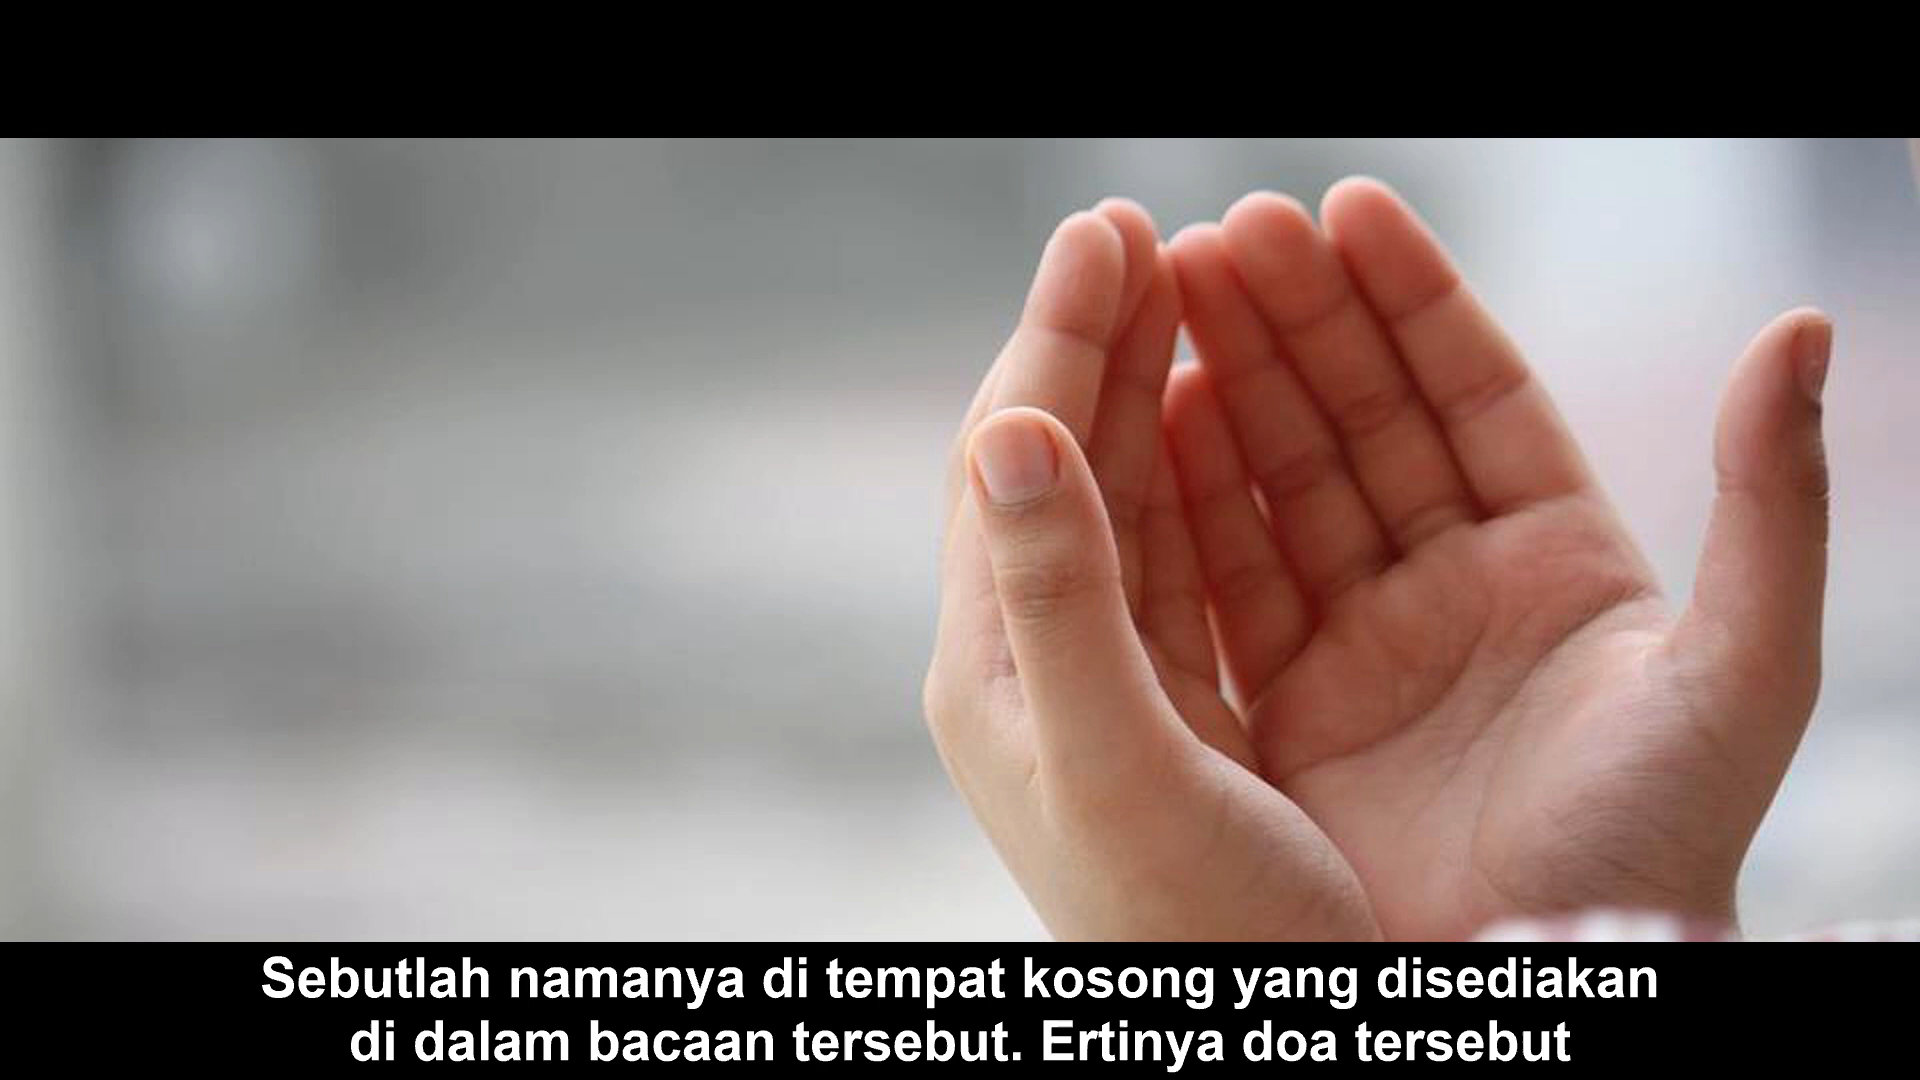 Sebutlah namanya di tempat kosong yang disediakan
di dalam bacaan tersebut. Ertinya doa tersebut